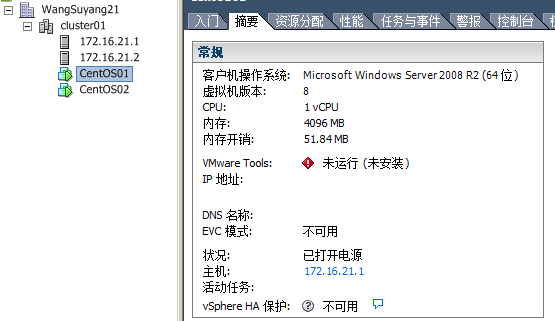 WangSuyang21
cluster01
172.16.21.1
172.16.21.2
CentOS01
CentOS02
入门 摘要 资源分配 性能 任务与事件 警报 控制台
常规
客户机操作系统: Microsoft Windows Server 2008 R2 (64 位)
虚拟机版本: 8
CPU: 1 vCPU
内存: 4096 MB
内存开销: 51.84 MB
VMware Tools: 未运行 (未安装)
IP 地址:
DNS 名称:
EVC 模式: 不可用
状况: 已打开电源
主机: 172.16.21.1
活动任务:
vSphere HA 保护: 不可用